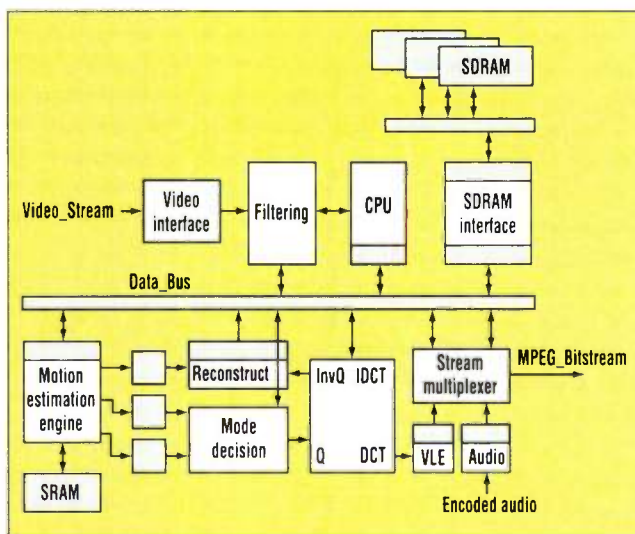 SDRAM
Video_Stream
Video
interface
Filtering
CPU
SDRAM
interface
Data_Bus
Motion
estimation
engine
SRAM
Reconstruct
Mode
decision
InvQ IDCT
Q DCT
Stream
multiplexer
MPEG_Bitstream
VLE
Audio
Encoded audio